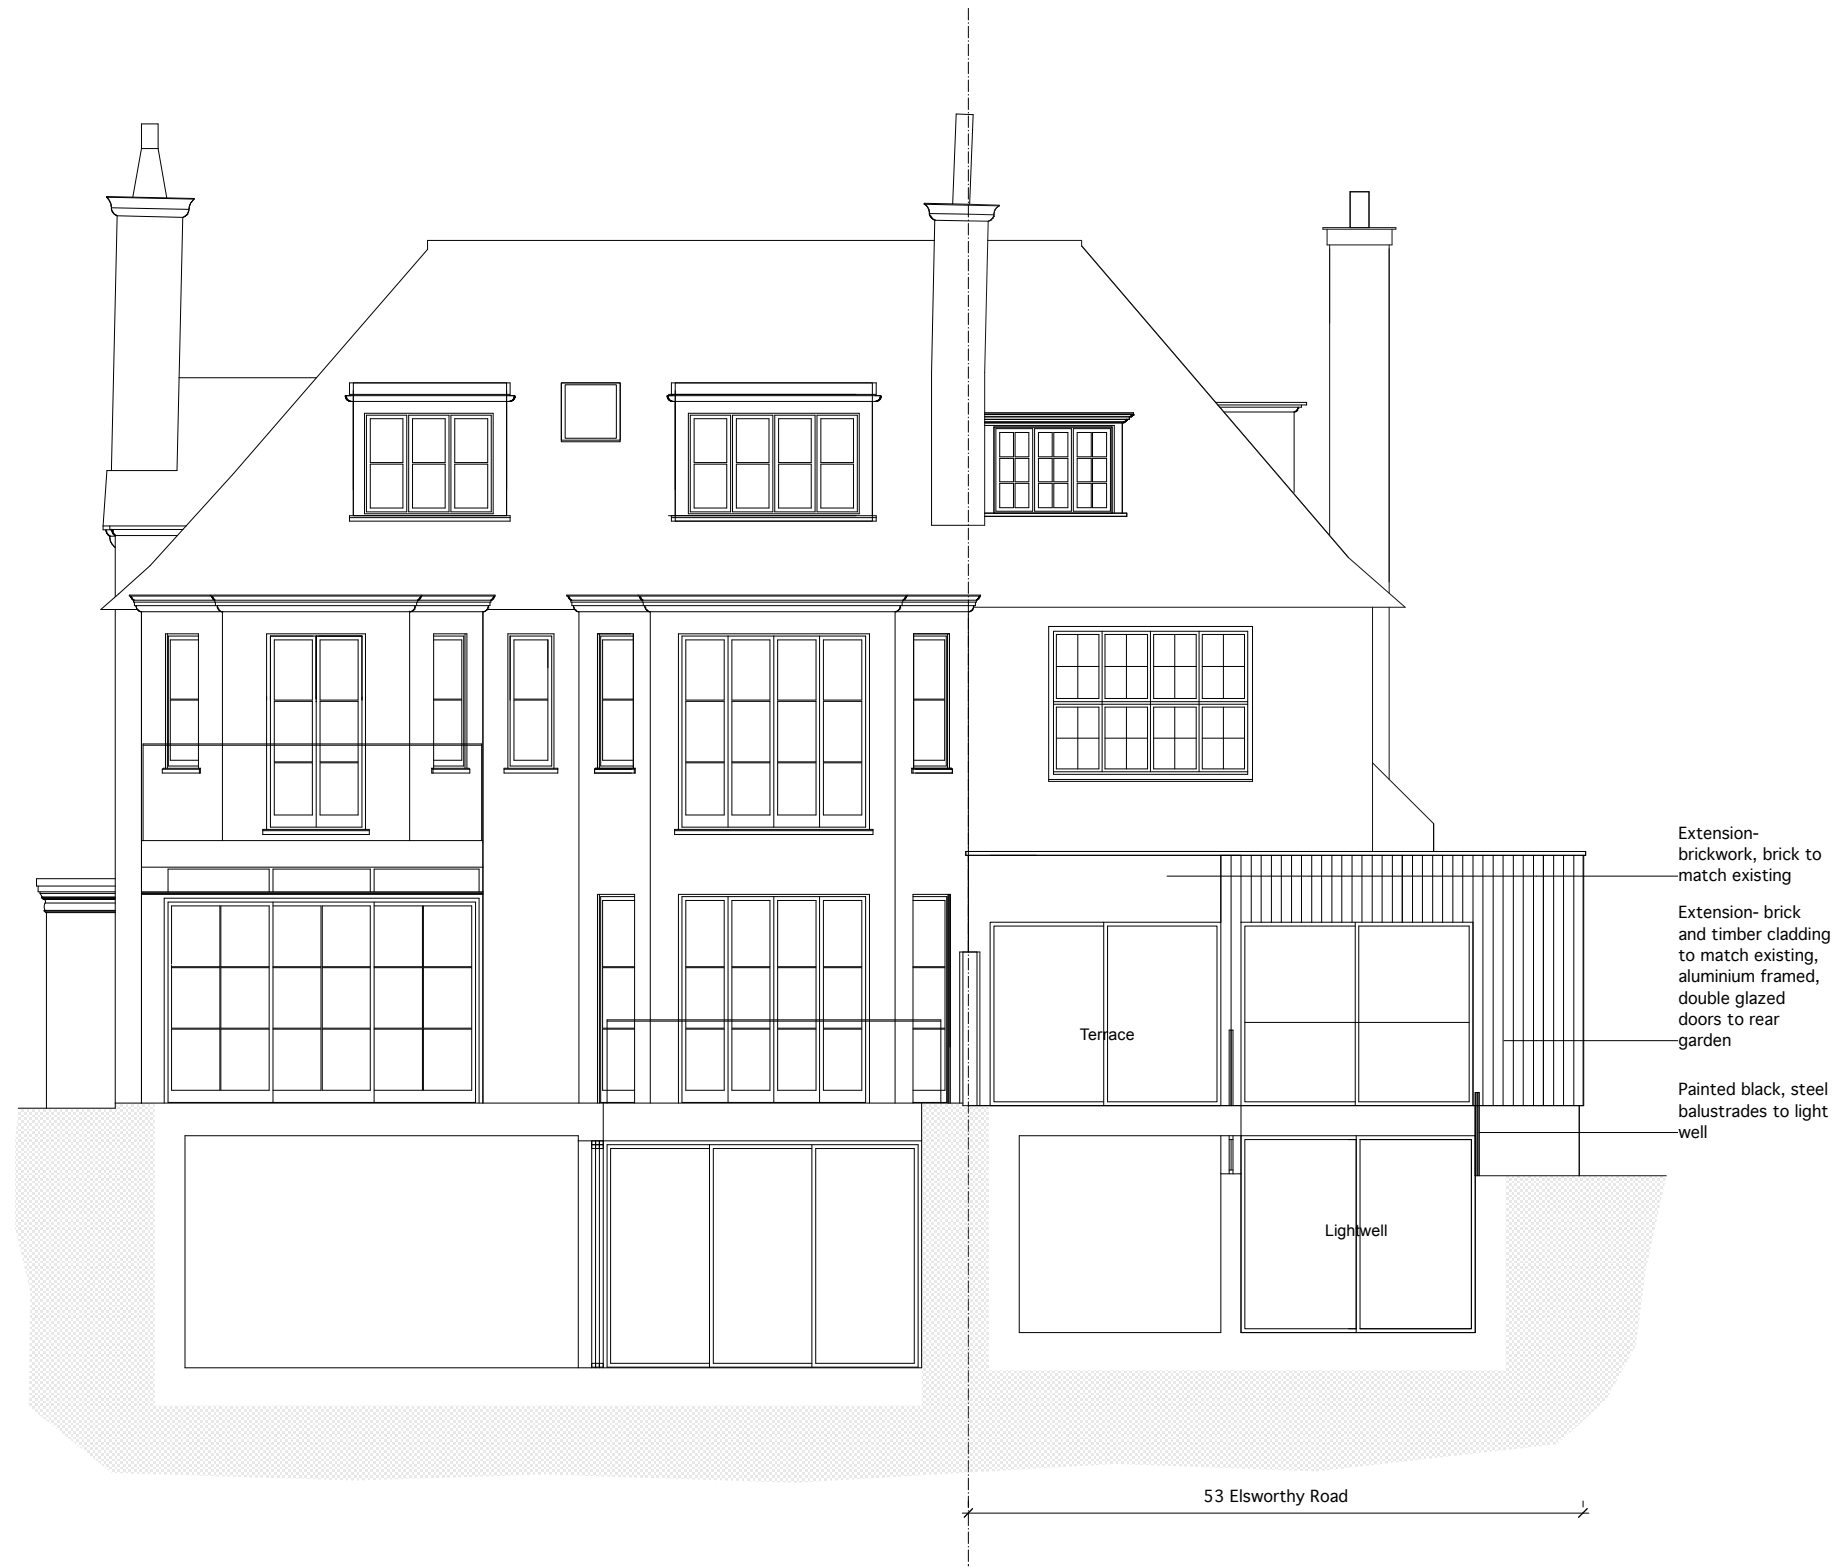 Extension-
brickwork, brick to
match existing
Extension- brick
and timber cladding
to match existing,
aluminium framed,
double glazed
doors to rear
garden
Terrace
Painted black, steel
balustrades to light
well
Lightwell
53 Elsworthy Road